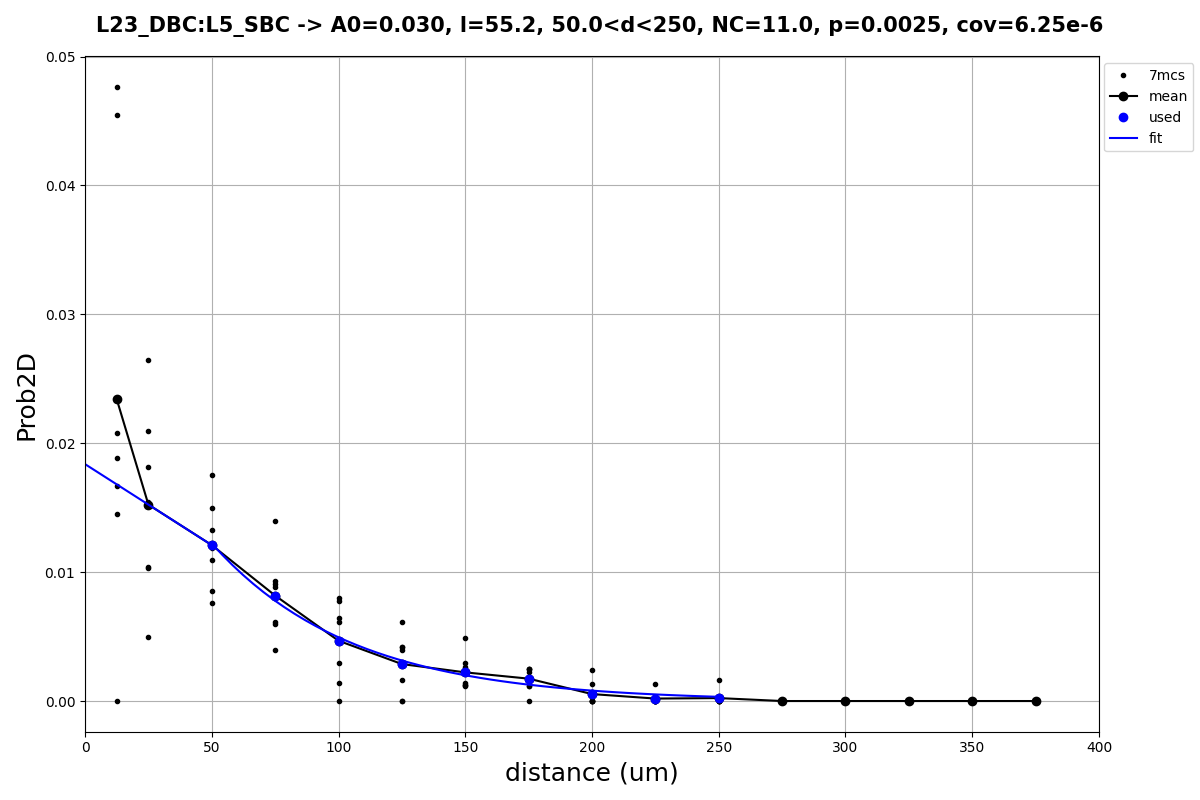 L23_DBC:L5_SBC -> A0=0.030, l=55.2, 50.0<d<250, NC=11.0, p=0.0025, cov=6.25e-6
7mcs
mean
used
fit
0.05
0.04
0.03
0.02
0.01
0.00
Prob2D
0 50 100 150 200 250 300 350 400
distance (um)